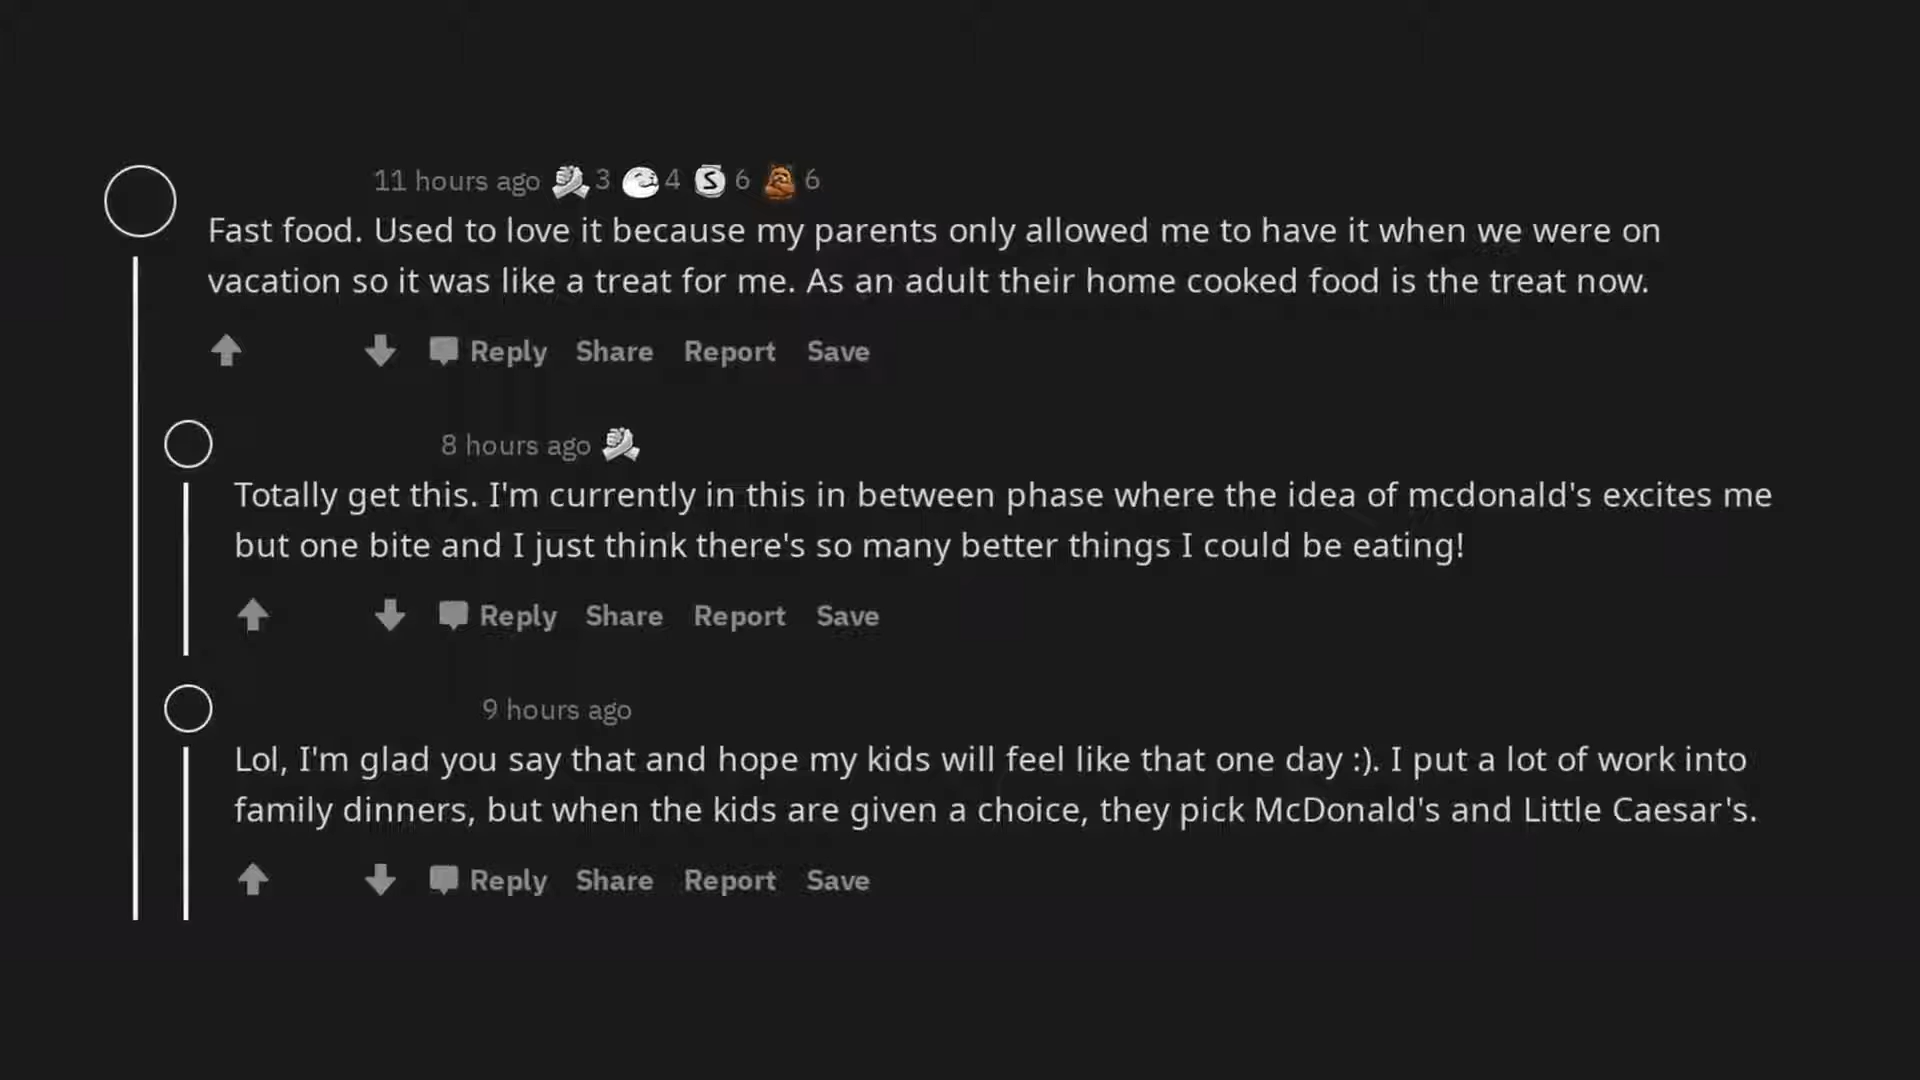 11 hours ago 3 4 S 6 6
Fast food. Used to love it because my parents only allowed me to have it when we were on
vacation so it was like a treat for me. As an adult their home cooked food is the treat now.
Reply Share Report Save
8 hours ago
Totally get this. I'm currently in this in between phase where the idea of mcdonald's excites me
but one bite and I just think there's so many better things I could be eating!
Reply Share Report Save
9 hours ago
Lol, I'm glad you say that and hope my kids will feel like that one day :). I put a lot of work into
family dinners, but when the kids are given a choice, they pick McDonald's and Little Caesar's.
Reply Share Report Save